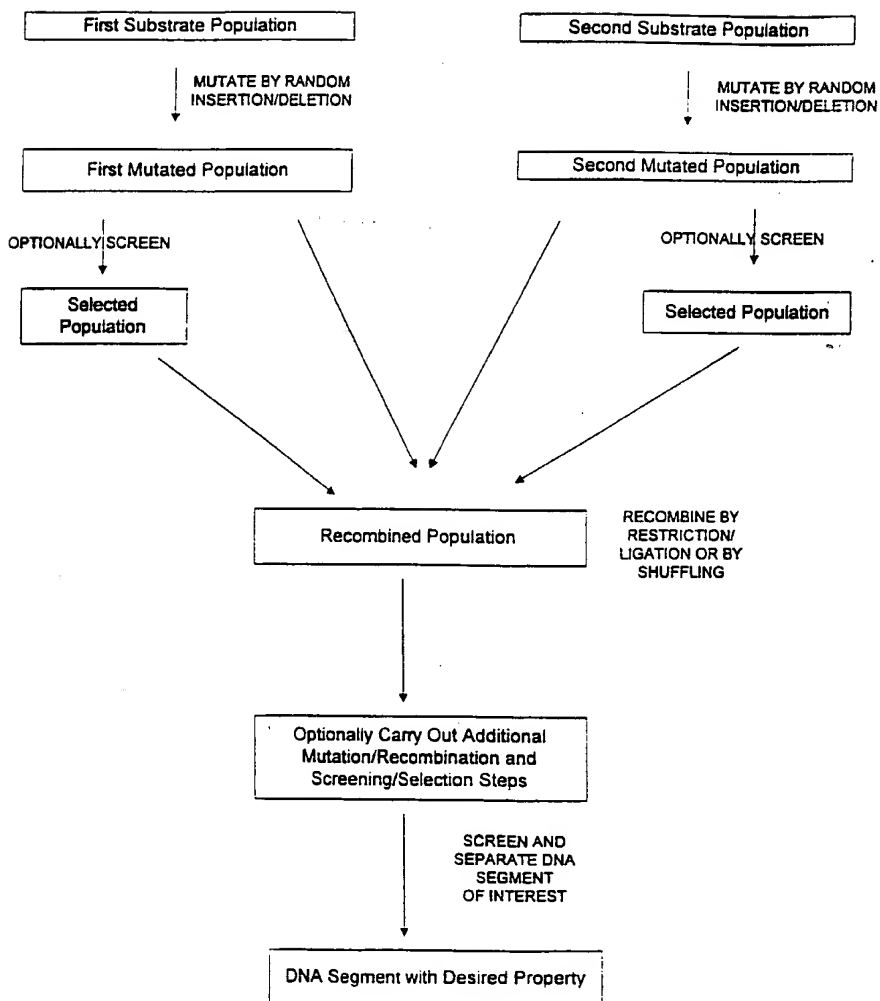 First Substrate Population
Second Substrate Population
MUTATE BY RANDOM
INSERTION/DELETION
MUTATE BY RANDOM
INSERTION/DELETION
First Mutated Population
Second Mutated Population
OPTIONALLY SCREEN
OPTIONALLY SCREEN
Selected
Population
Selected Population
Recombined Population
RECOMBINE BY
RESTRICTION/
LIGATION OR BY
SHUFFLING
Optionally Carry Out Additional
Mutation/Recombination and
Screening/Selection Steps
SCREEN AND
SEPARATE DNA
SEGMENT
OF INTEREST
DNA Segment with Desired Property